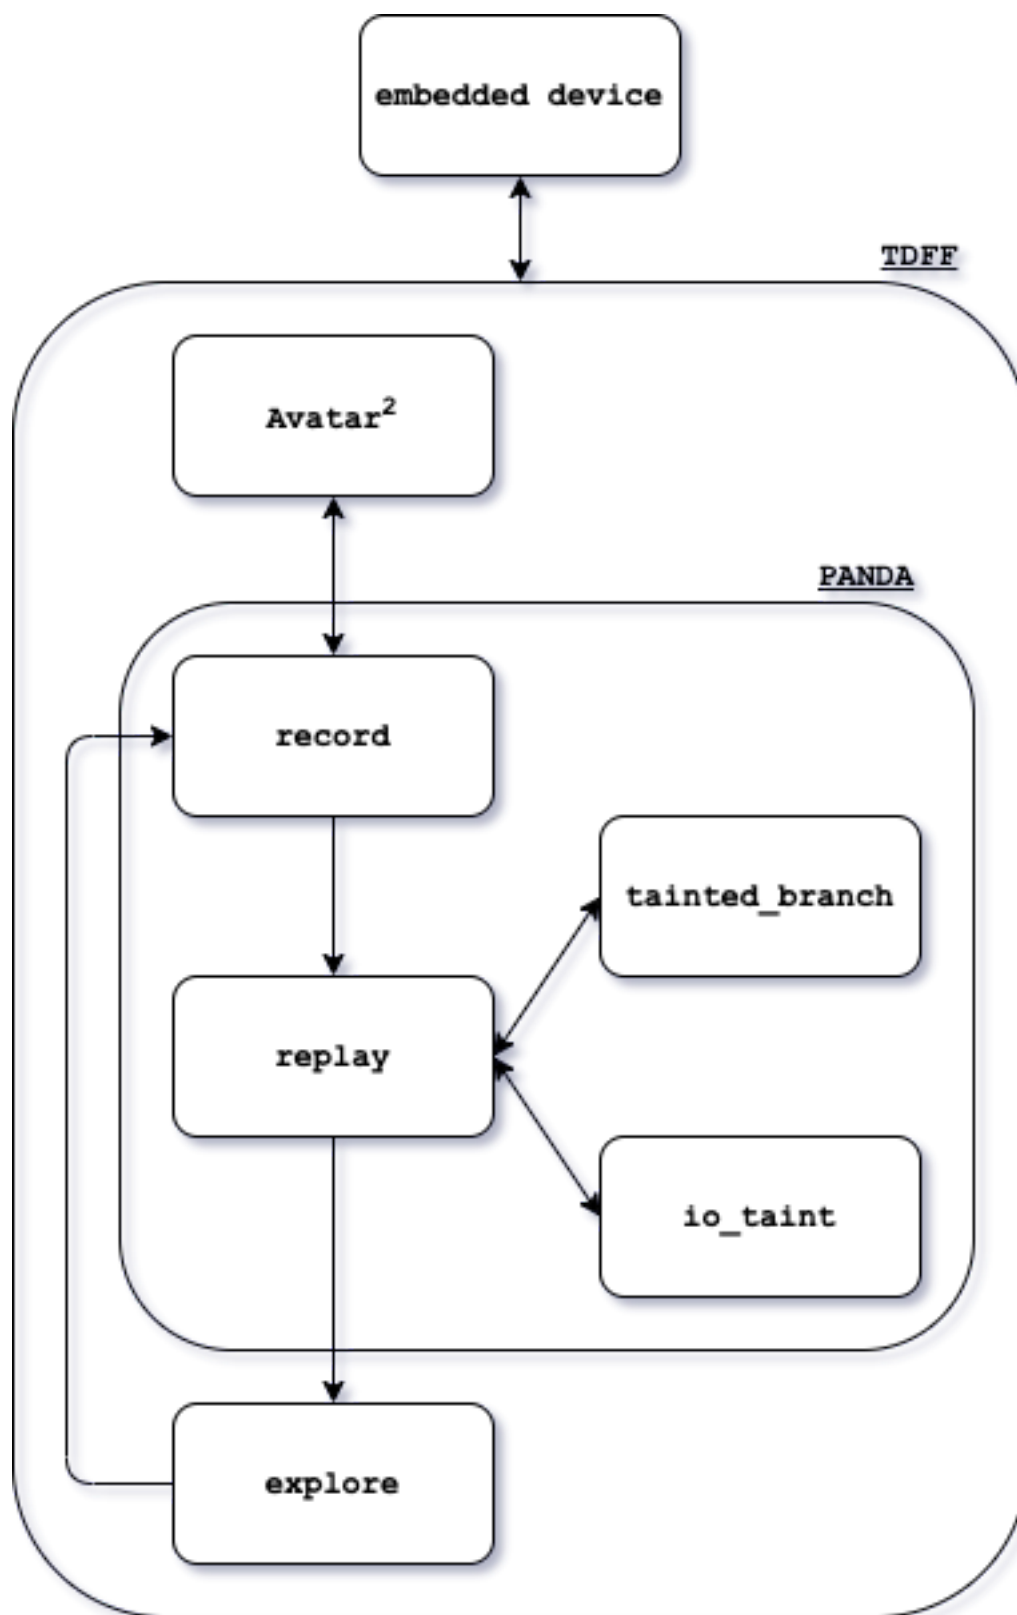 embedded device
TDFF
Avatar²
PANDA
record
tainted_branch
replay
io_taint
explore